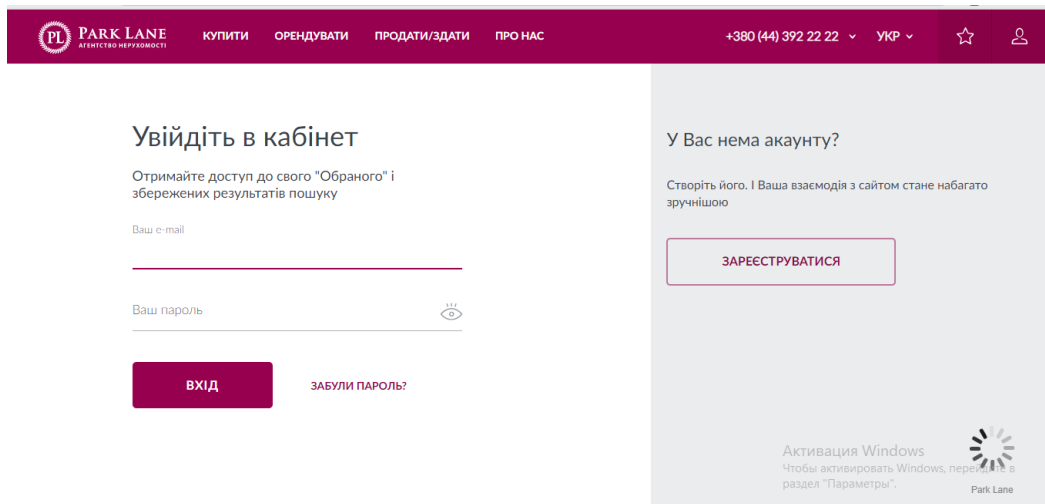 PL PARK LANE
АГЕНТСТВО НЕРУХОМОСТІ
КУПИТИ ОРЕНДУВАТИ ПРОДАТИ/ЗДАТИ ПРО НАС +380 (44) 392 22 22 УКР
Увійдіть в кабінет
Отримайте доступ до свого "Обраного" і
збережених результатів пошуку
Ваш e-mail
Ваш пароль
ВХІД ЗАБУЛИ ПАРОЛЬ?
У Вас нема акаунту?
Створіть його. І Ваша взаємодія з сайтом стане набагато
зручнішою
ЗАРЕЄСТРУВАТИСЯ
Активация Windows
Чтобы активировать Windows, перейдите в
раздел "Параметры".
Park Lane